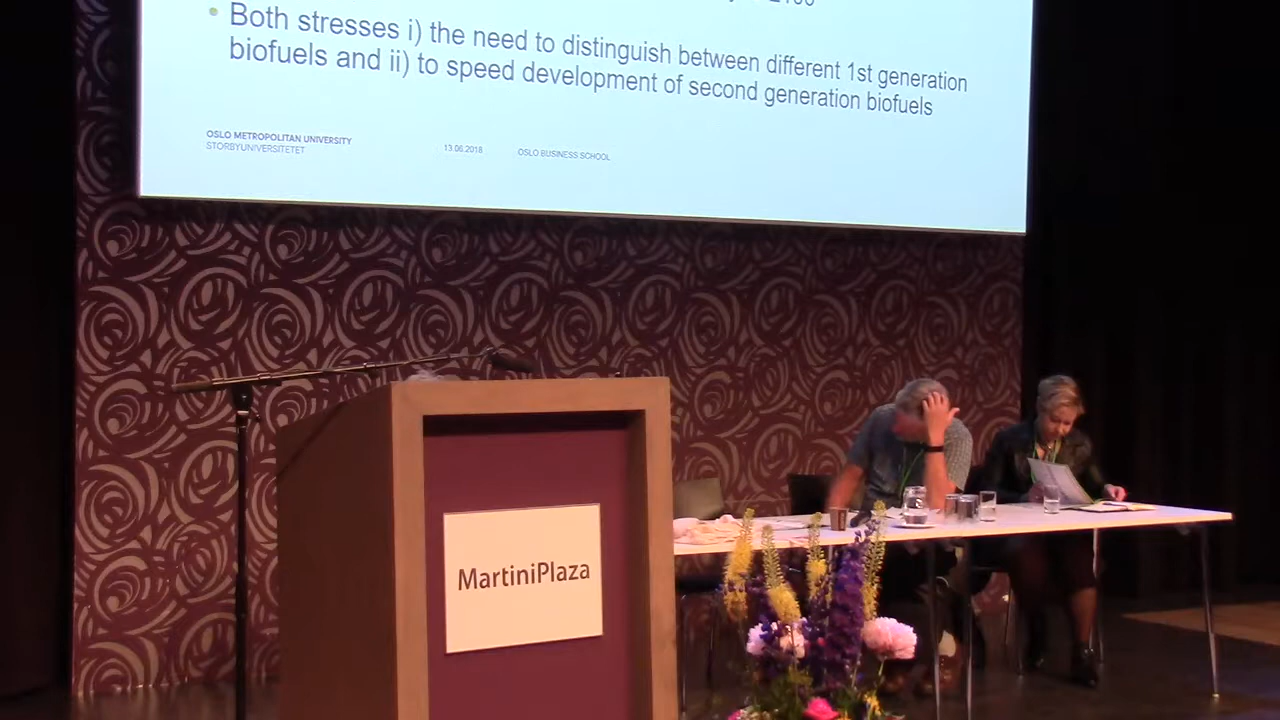 Both stresses i) the need to distinguish between different 1st generation
biofuels and ii) to speed development of second generation biofuels
OSLO METROPOLITAN UNIVERSITY
STORBYUNIVERSITETET
13.06.2018
OSLO BUSINESS SCHOOL
MartiniPlaza